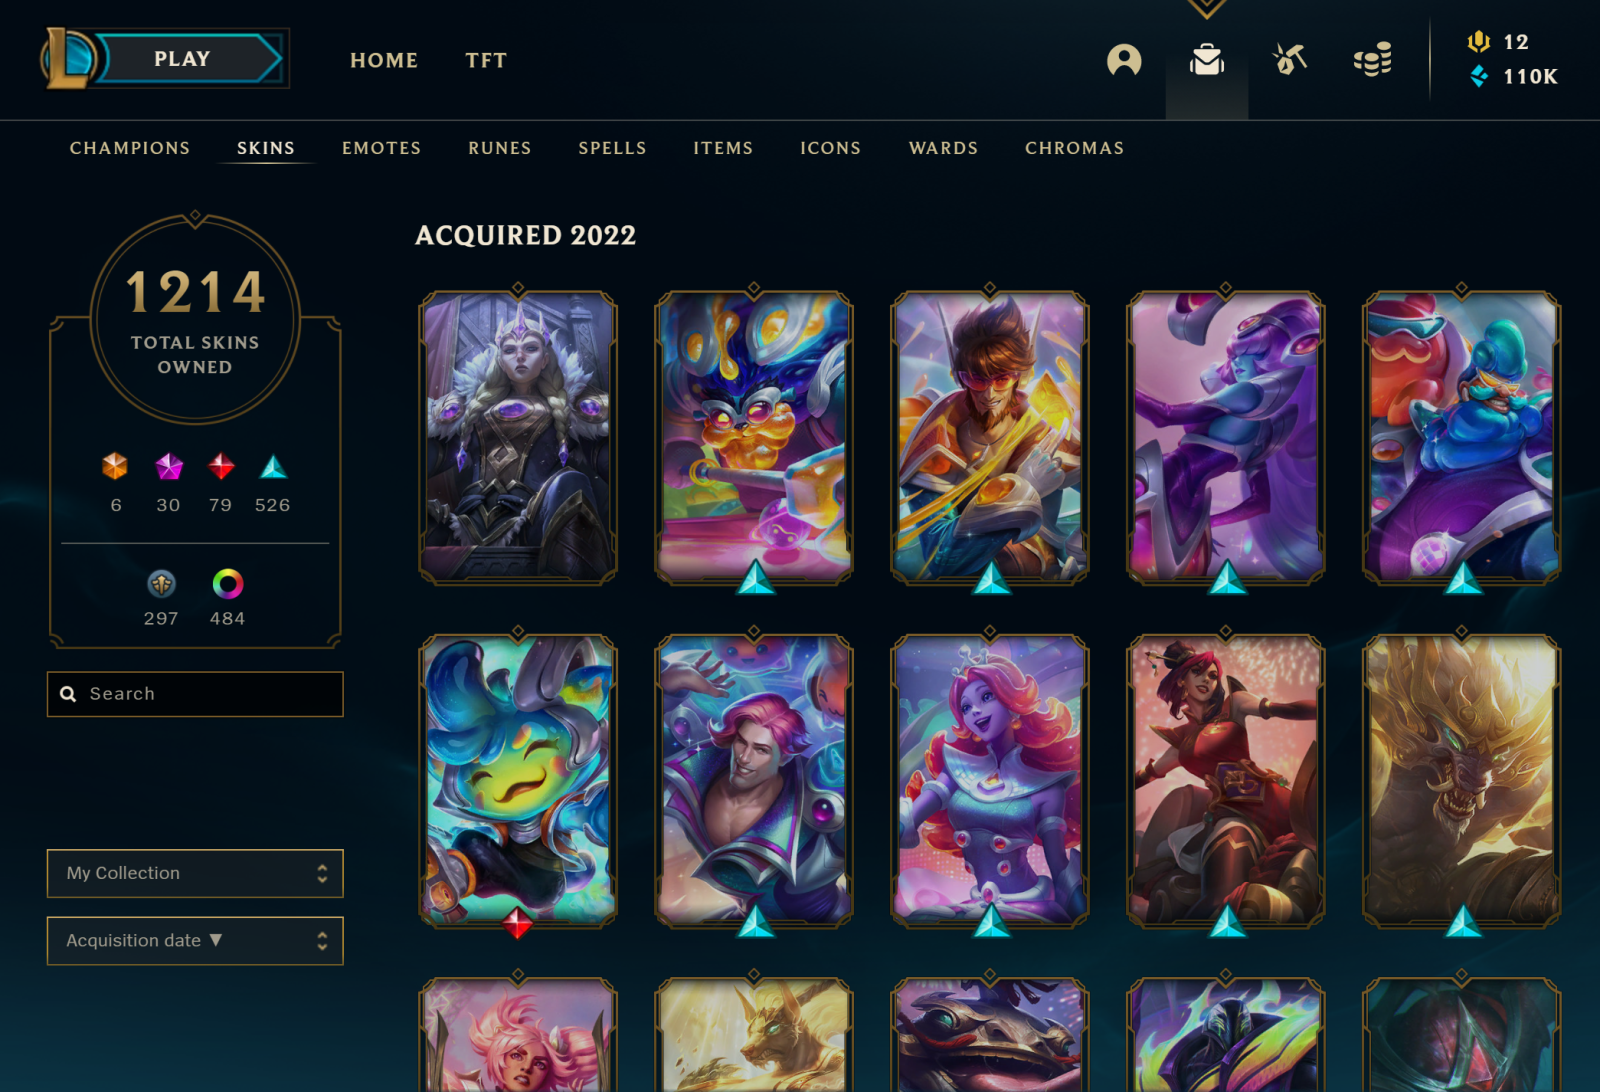 PLAY
HOME
TFT
12
110K
CHAMPIONS
SKINS
EMOTES
RUNES
SPELLS
ITEMS
ICONS
WARDS
CHROMAS
1214
TOTAL SKINS
OWNED
6
30
79
526
297
484
Search
My Collection
Acquisition date ▼
ACQUIRED 2022